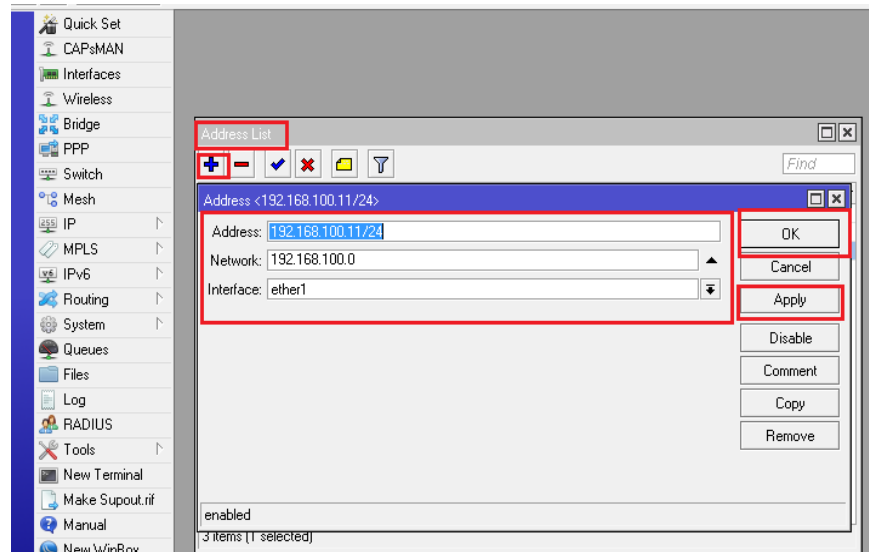 Quick Set
CAPsMAN
Interfaces
Wireless
Bridge
PPP
Switch
Mesh
255 IP
MPLS
v6 IPv6
Routing
System
Queues
Files
Log
RADIUS
Tools
New Terminal
Make Supout.rif
Manual
New WinBox
Address List
Find
Address <192.168.100.11/24>
Address: 192.168.100.11/24
Network: 192.168.100.0
Interface: ether1
OK
Cancel
Apply
Disable
Comment
Copy
Remove
enabled
3 items (1 selected)